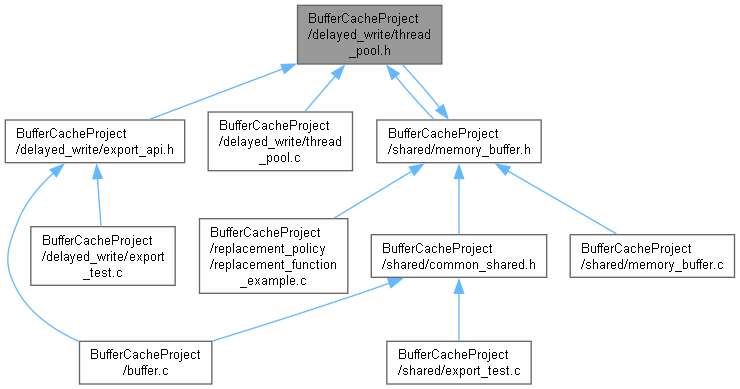 BufferCacheProject
/delayed_write/thread
_pool.h
BufferCacheProject
/delayed_write/export_api.h
BufferCacheProject
/delayed_write/thread
_pool.c
BufferCacheProject
/shared/memory_buffer.h
BufferCacheProject
/delayed_write/export
_test.c
BufferCacheProject
/replacement_policy
/replacement_function
_example.c
BufferCacheProject
/shared/common_shared.h
BufferCacheProject
/shared/memory_buffer.c
BufferCacheProject
/buffer.c
BufferCacheProject
/shared/export_test.c